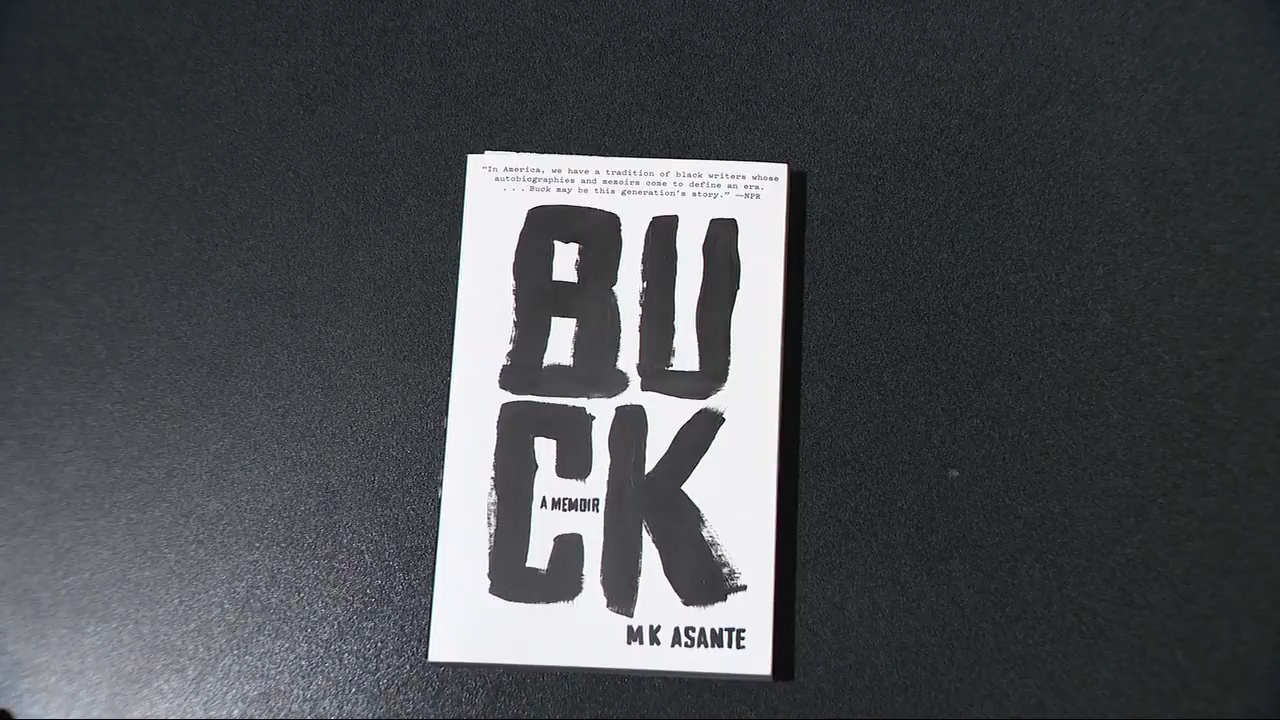 "In America, we have a tradition of black writers whose
autobiographies and memoirs come to define an era.
. . . Buck may be this generation's story." —NPR
BU
CK
A MEMOIR
MK ASANTE